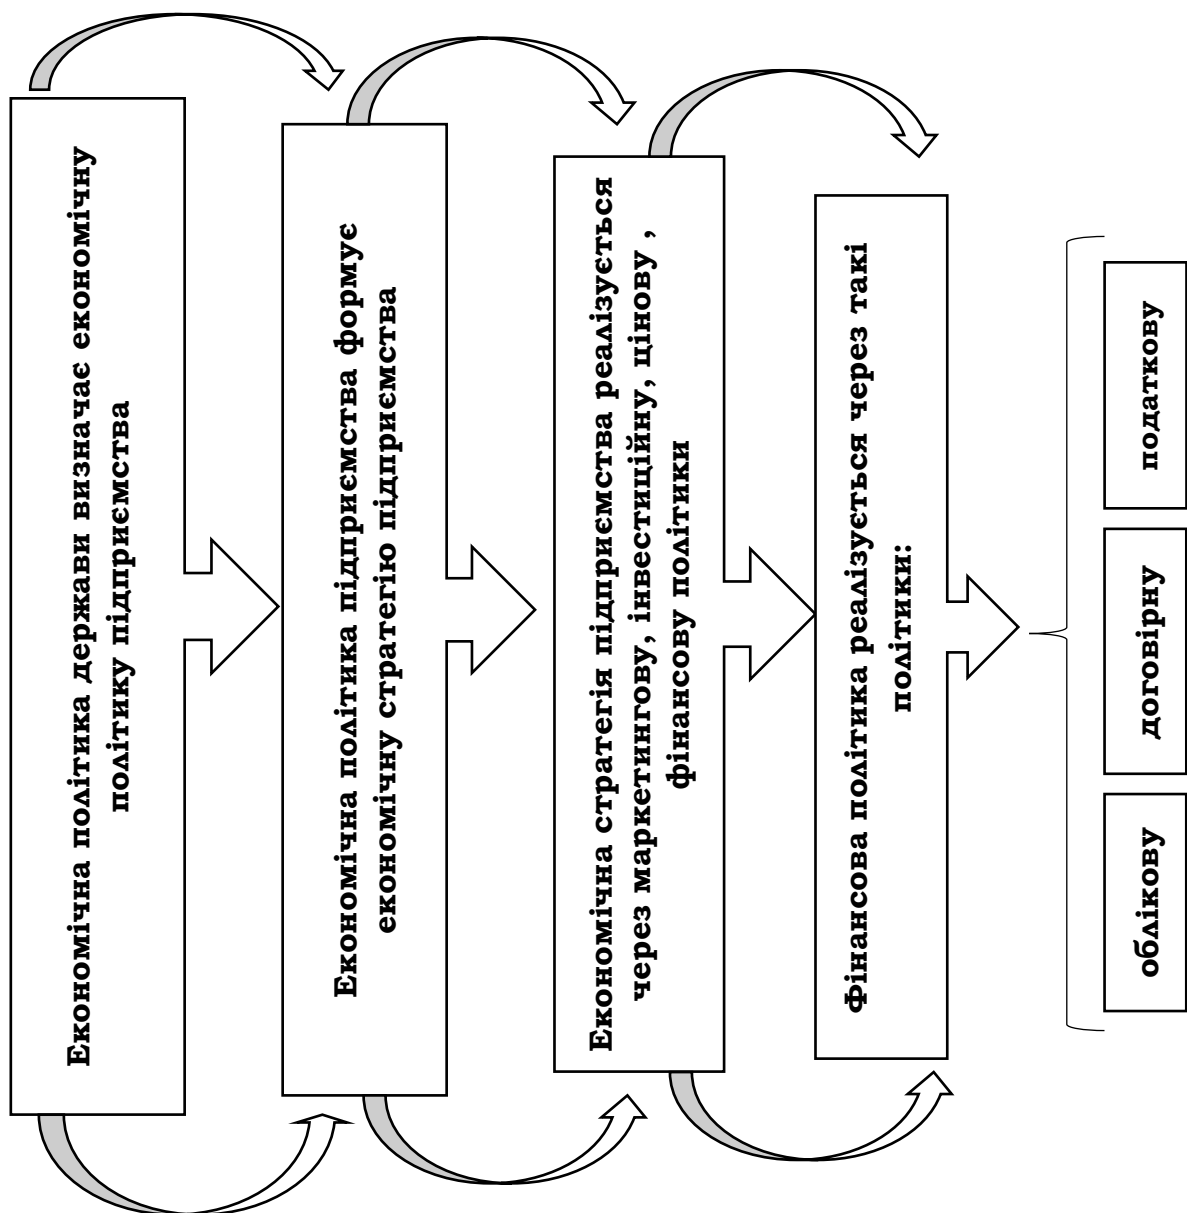 Економічна політика держави визначає економічну
політику підприємства
Економічна політика підприємства формує
економічну стратегію підприємства
Економічна стратегія підприємства реалізується
через маркетингову, інвестиційну, цінову ,
фінансову політики
Фінансова політика реалізується через такі
політики:
облікову
договірну
податкову